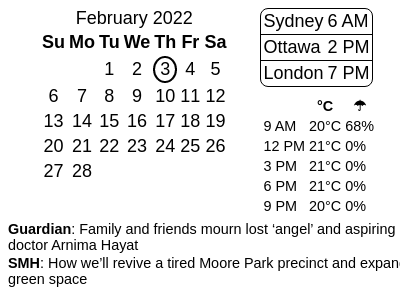 February 2022
Su Mo Tu We Th Fr Sa
1 2 3 4 5
6 7 8 9 10 11 12
13 14 15 16 17 18 19
20 21 22 23 24 25 26
27 28
Sydney 6 AM
Ottawa 2 PM
London 7 PM
°C ☂
9 AM 20°C 68%
12 PM 21°C 0%
3 PM 21°C 0%
6 PM 21°C 0%
9 PM 20°C 0%
Guardian: Family and friends mourn lost ‘angel’ and aspiring
doctor Arnima Hayat
SMH: How we’ll revive a tired Moore Park precinct and expan
green space